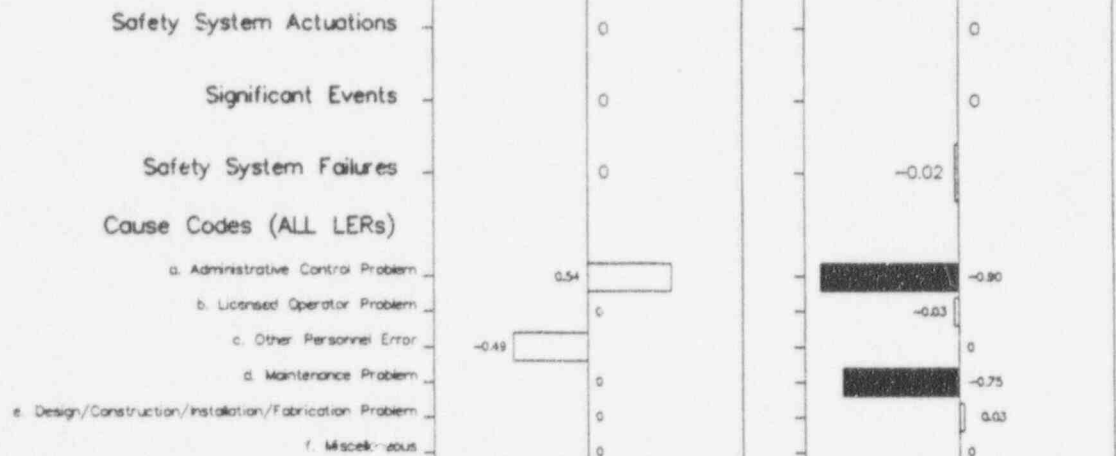 Safety System Actuations 0 0
Significant Events 0 0
Safety System Failures 0 -0.02
Cause Codes (ALL LERs)
a. Administrative Control Problem 0.54 -0.90
b. Licensed Operator Problem 0 -0.03
c. Other Personnel Error -0.49 0
d. Maintenance Problem 0 -0.75
e. Design/Construction/Installation/Fabrication Problem 0 0.03
f. Miscellaneous 0 0